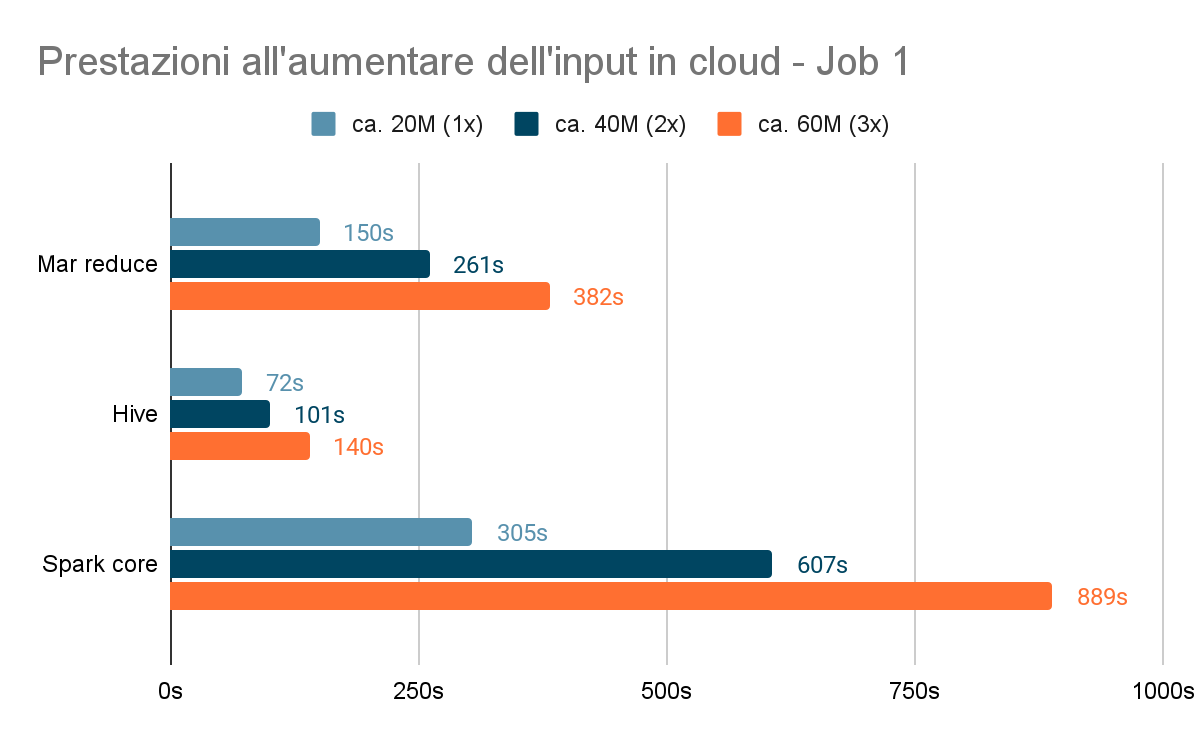 Prestazioni all'aumentare dell'input in cloud - Job 1
ca. 20M (1x) ca. 40M (2x) ca. 60M (3x)
150s
Mar reduce 261s
382s
72s
Hive 101s
140s
305s
Spark core 607s
889s
0s 250s 500s 750s 1000s